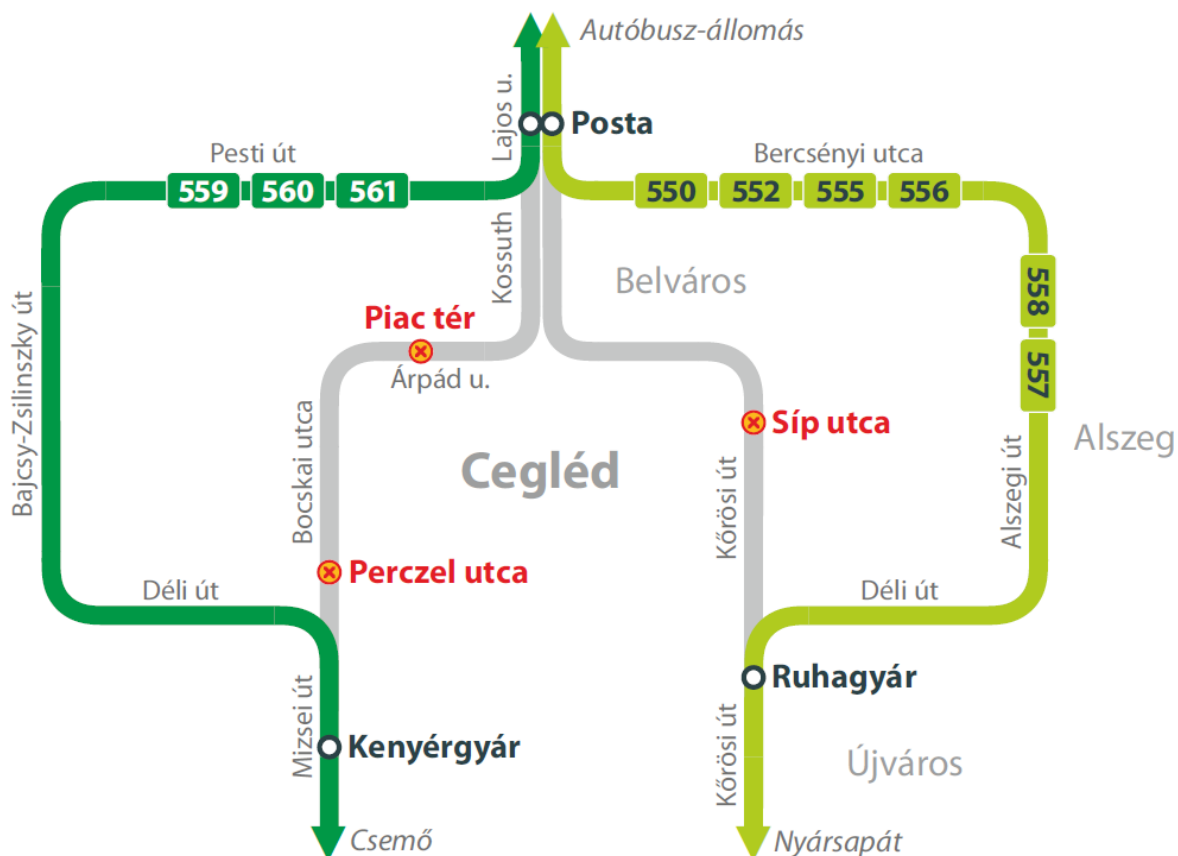 Autóbusz-állomás
Lajos u.
Posta
Pesti út
Bercsényi utca
559 560 561
550 552 555 556
Kossuth
Belváros
558
Piac tér
Bajcsy-Zsilinszky út
557
Árpád u.
Síp utca
Alszeg
Bocskai utca
Cegléd
Kőrösi út
Alszegi út
Perczel utca
Déli út
Déli út
Ruhagyár
Mizsei út
Kenyérgyár
Kőrösi út
Újváros
Csemő
Nyársapát